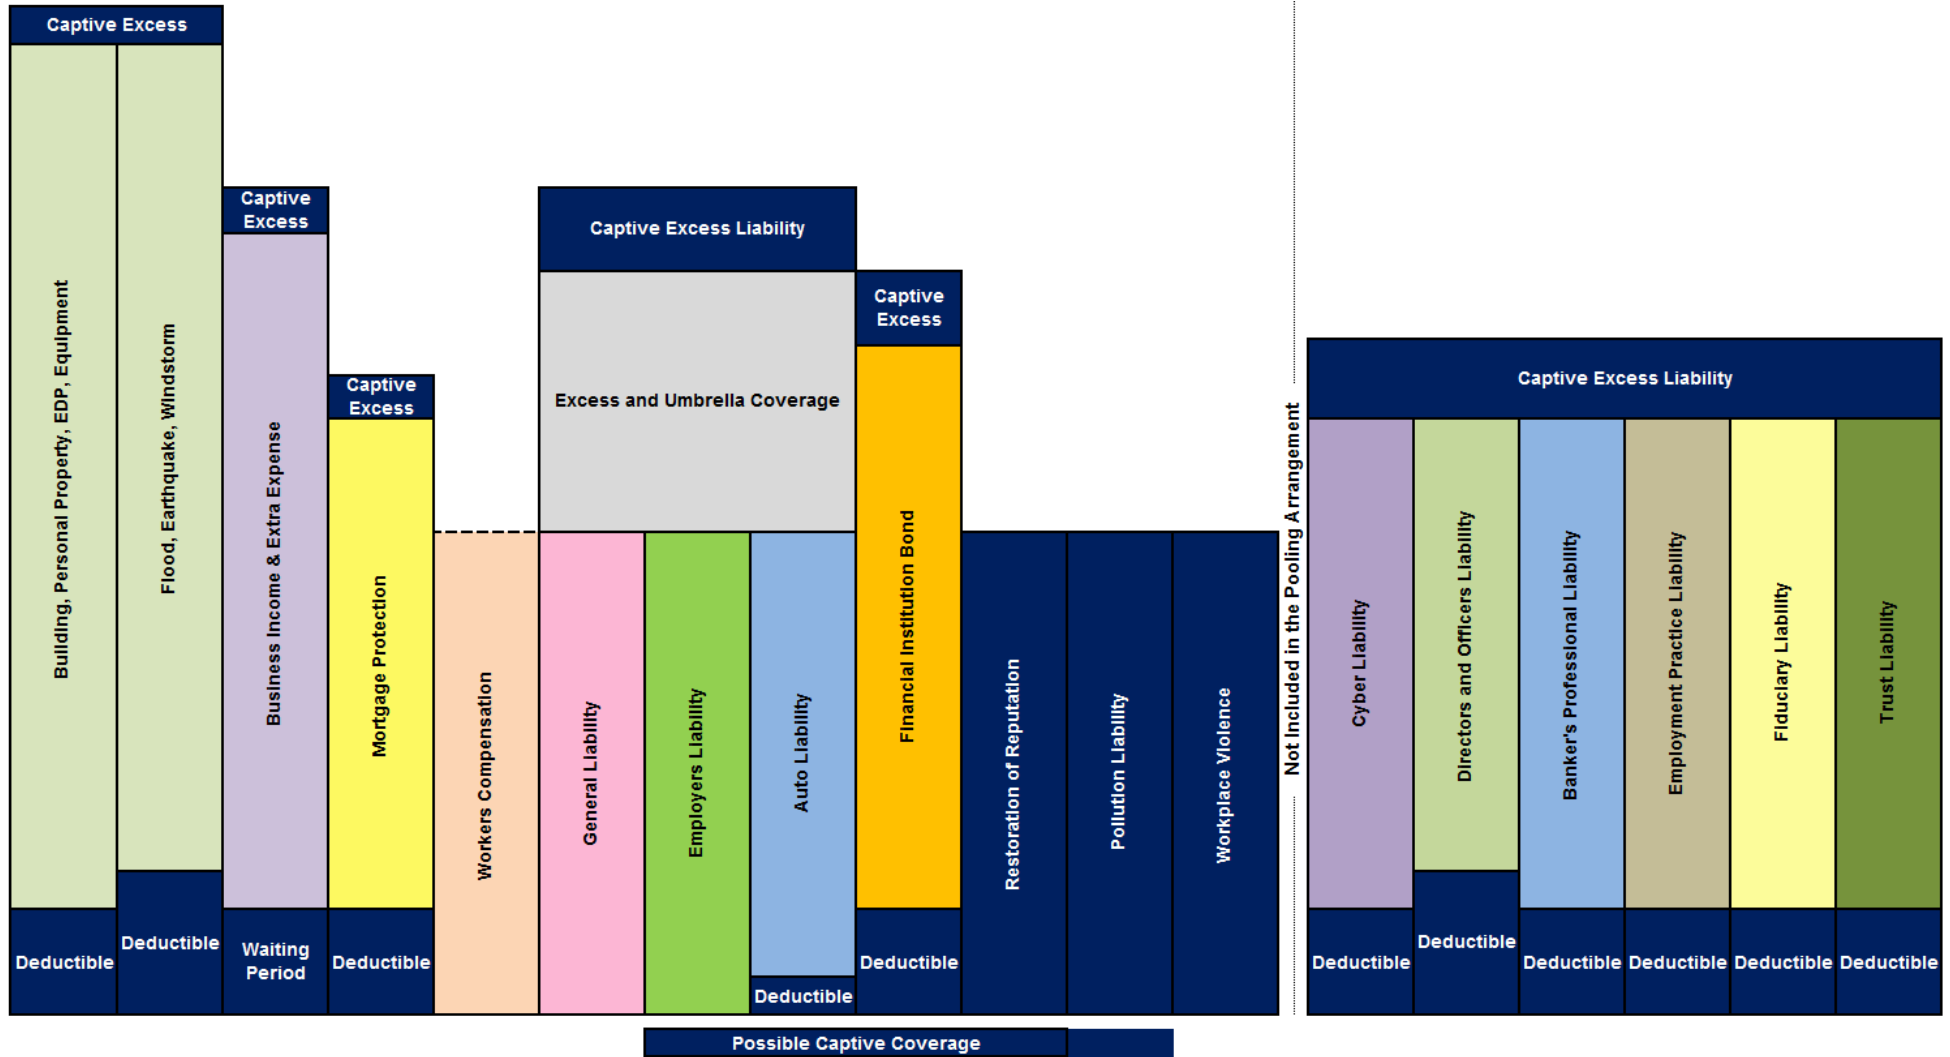 Captive Excess
Building, Personal Property, EDP, Equipment
Deductible
Flood, Earthquake, Windstorm
Deductible
Captive
Excess
Business Income & Extra Expense
Waiting
Period
Captive
Excess
Mortgage Protection
Deductible
Workers Compensation
Captive Excess Liability
Excess and Umbrella Coverage
General Liability
Employers Liability
Auto Liability
Deductible
Captive
Excess
Financial Institution Bond
Deductible
Restoration of Reputation
Pollution Liability
Workplace Violence
Not Included in the Pooling Arrangement
Captive Excess Liability
Cyber Liability
Deductible
Directors and Officers Liability
Deductible
Banker's Professional Liability
Deductible
Employment Practice Liability
Deductible
Fiduciary Liability
Deductible
Trust Liability
Deductible
Possible Captive Coverage